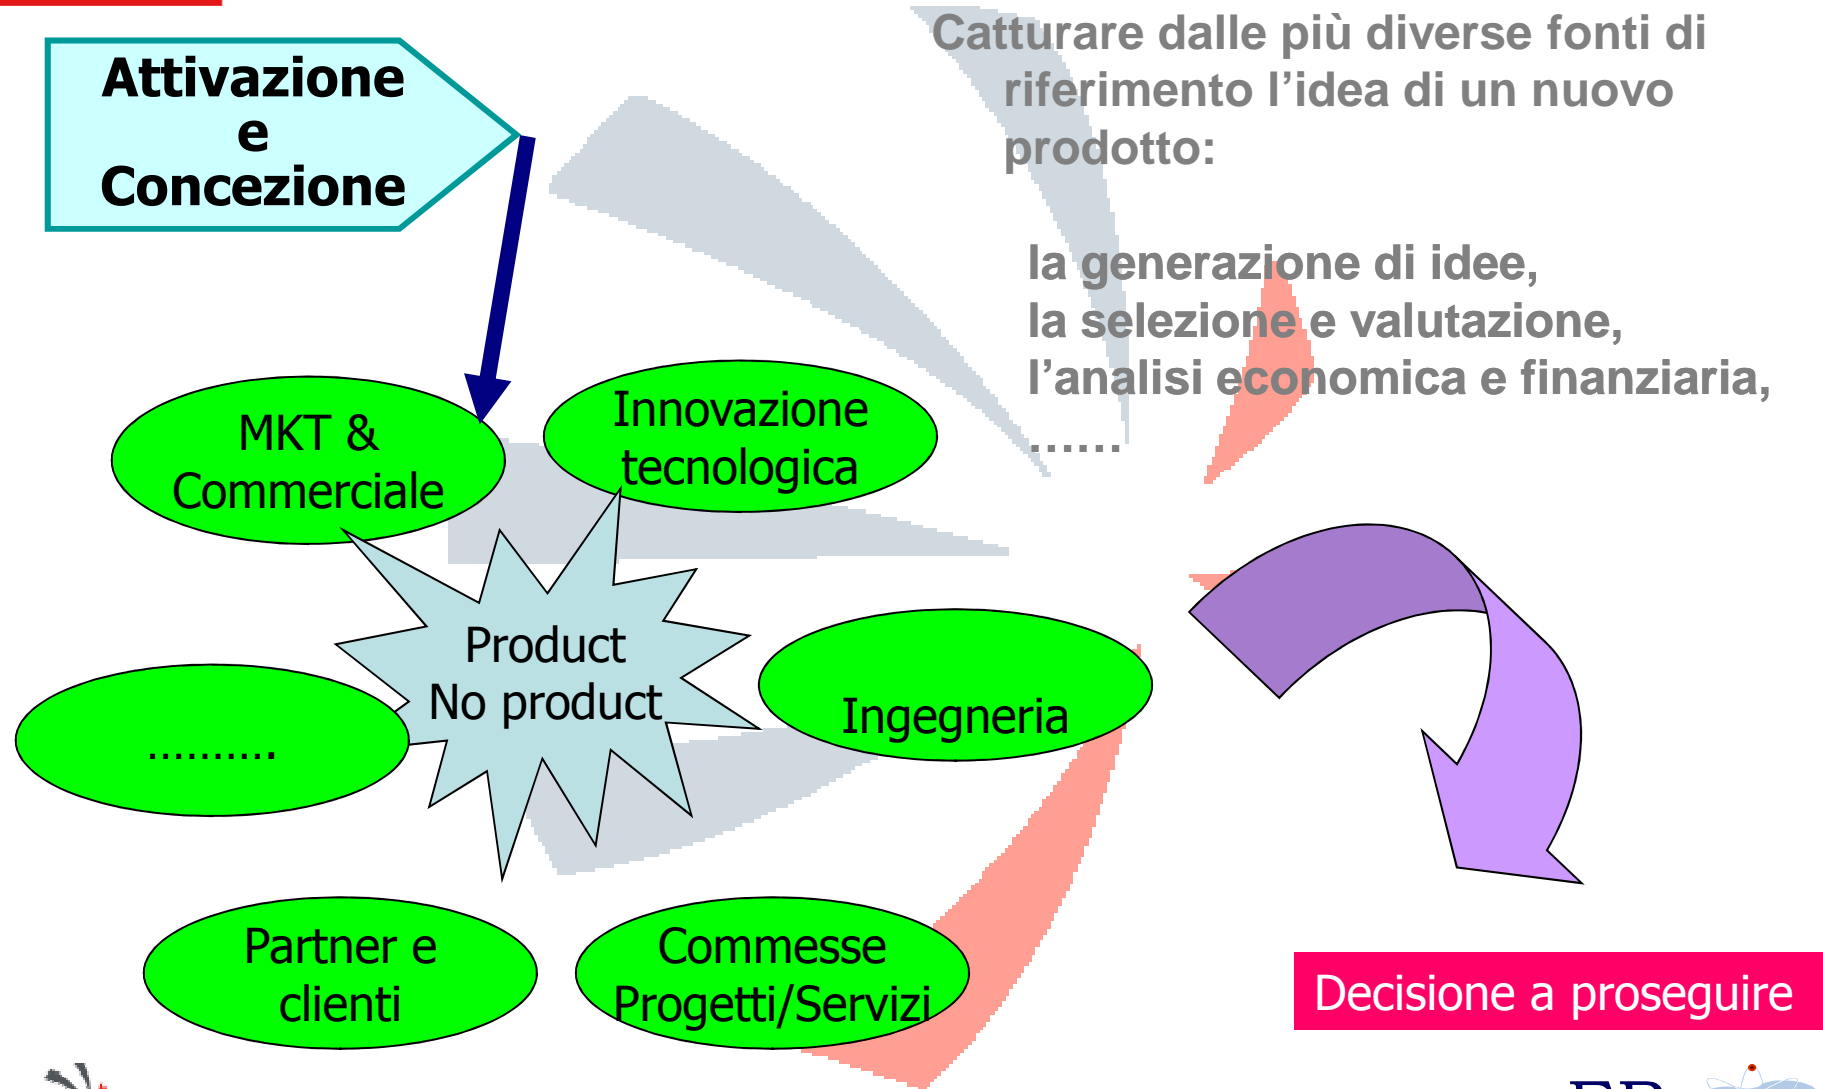 Attivazione
e
Concezione
Catturare dalle più diverse fonti di
riferimento l’idea di un nuovo
prodotto:
la generazione di idee,
la selezione e valutazione,
l’analisi economica e finanziaria,
……
MKT &
Commerciale
Innovazione
tecnologica
Product
No product
Ingegneria
……….
Partner e
clienti
Commesse
Progetti/Servizi
Decisione a proseguire